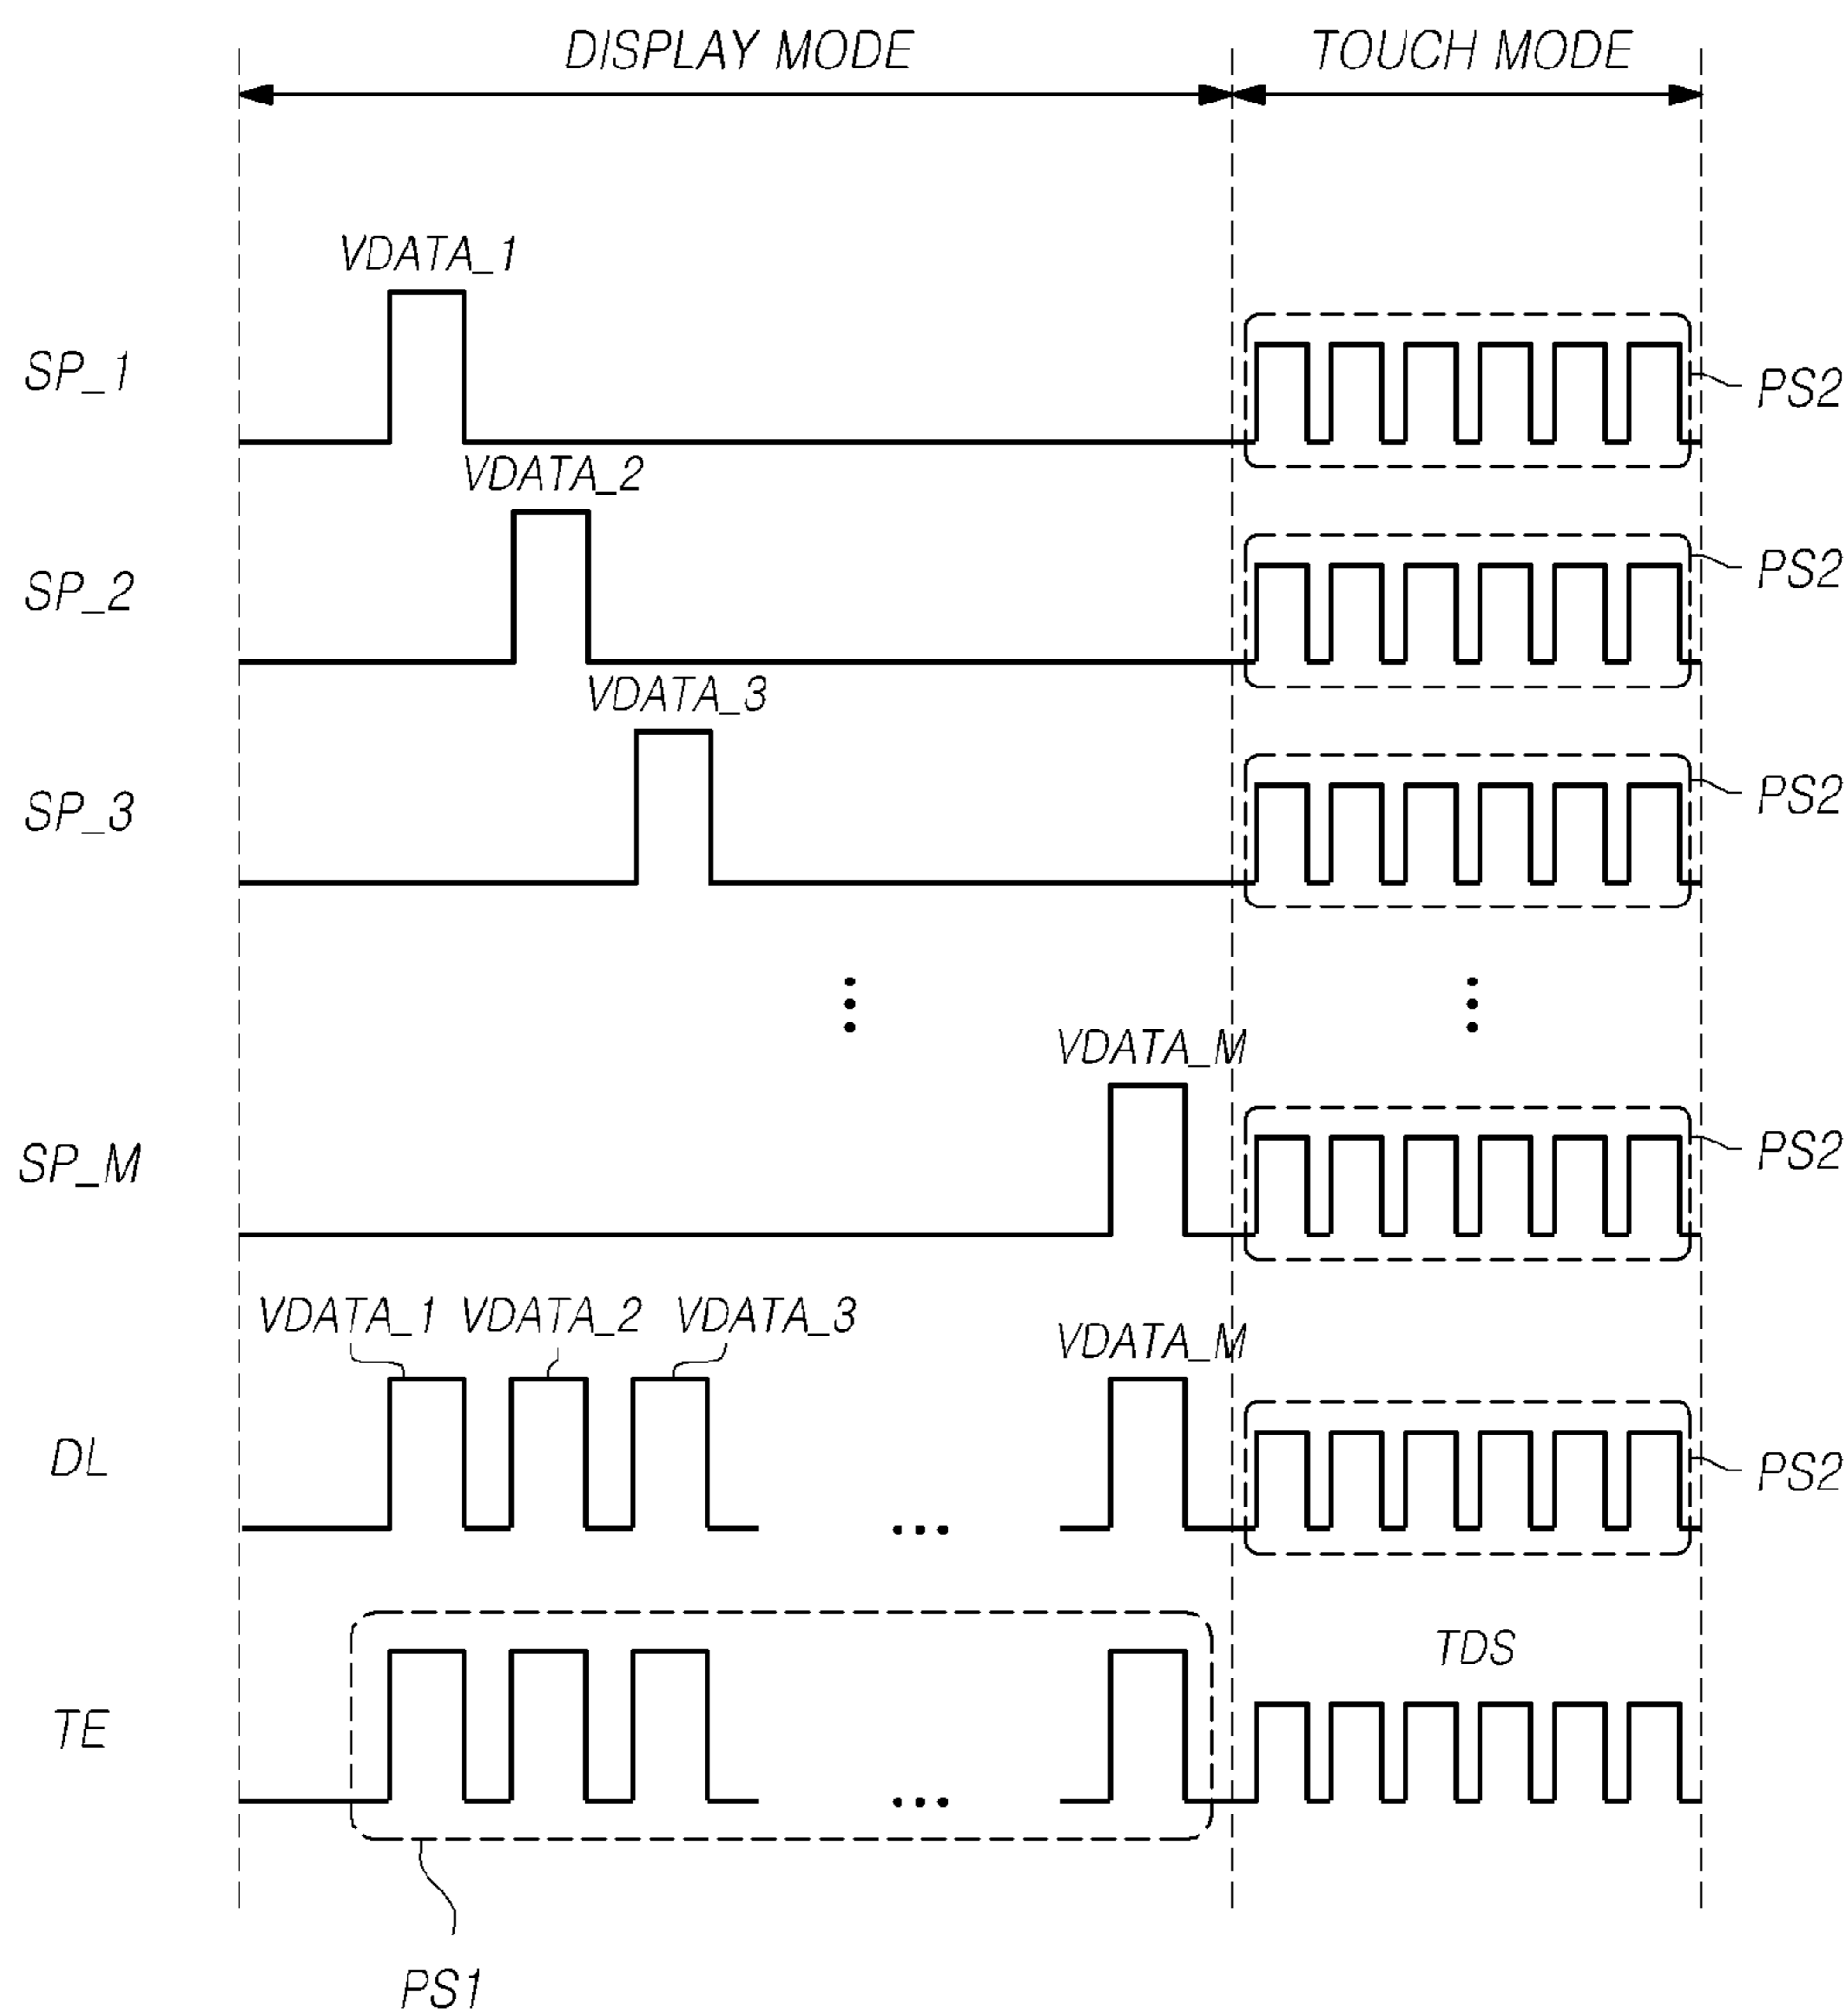 DISPLAY MODE TOUCH MODE
VDATA_1
SP_1 PS2
VDATA_2
SP_2 PS2
VDATA_3
SP_3 PS2
VDATA_M
SP_M PS2
VDATA_1 VDATA_2 VDATA_3 VDATA_M
DL PS2
TDS
TE
PS1